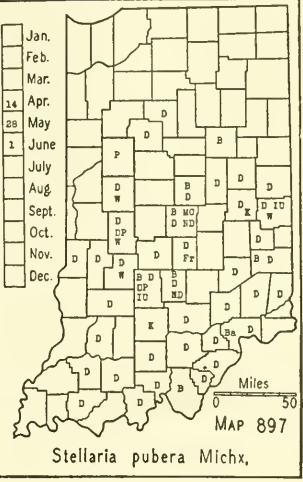 Jan.
Feb.
Mar.
14 Apr.
28 May
1 June
July
Aug.
Sept.
Oct.
Nov.
Dec.
D
D
B
P
D
W
B
D
D
D
D
K
D IU
W
B MC
ND
D
DP
W
D
D
Fr
D
B D
D
D
D
W
B D
DP
IU
B
D
ND
D
D
D
D
K
D
D
Ba
D
D
D
D
D
D
D
D
D
D
B
D
D
Miles
0 50
MAP 897
Stellaria pubera Michx,